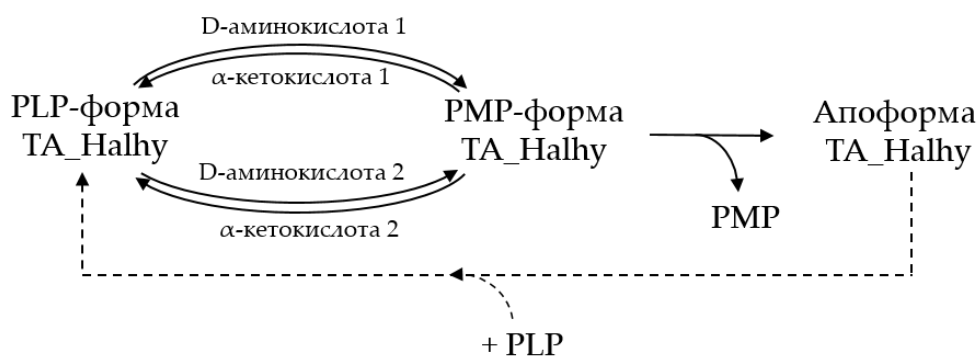 D-аминокислота 1
α-кетокислота 1
PLP-форма
TA_Halhy
PMP-форма
TA_Halhy
Апоформа
TA_Halhy
D-аминокислота 2
α-кетокислота 2
PMP
+ PLP